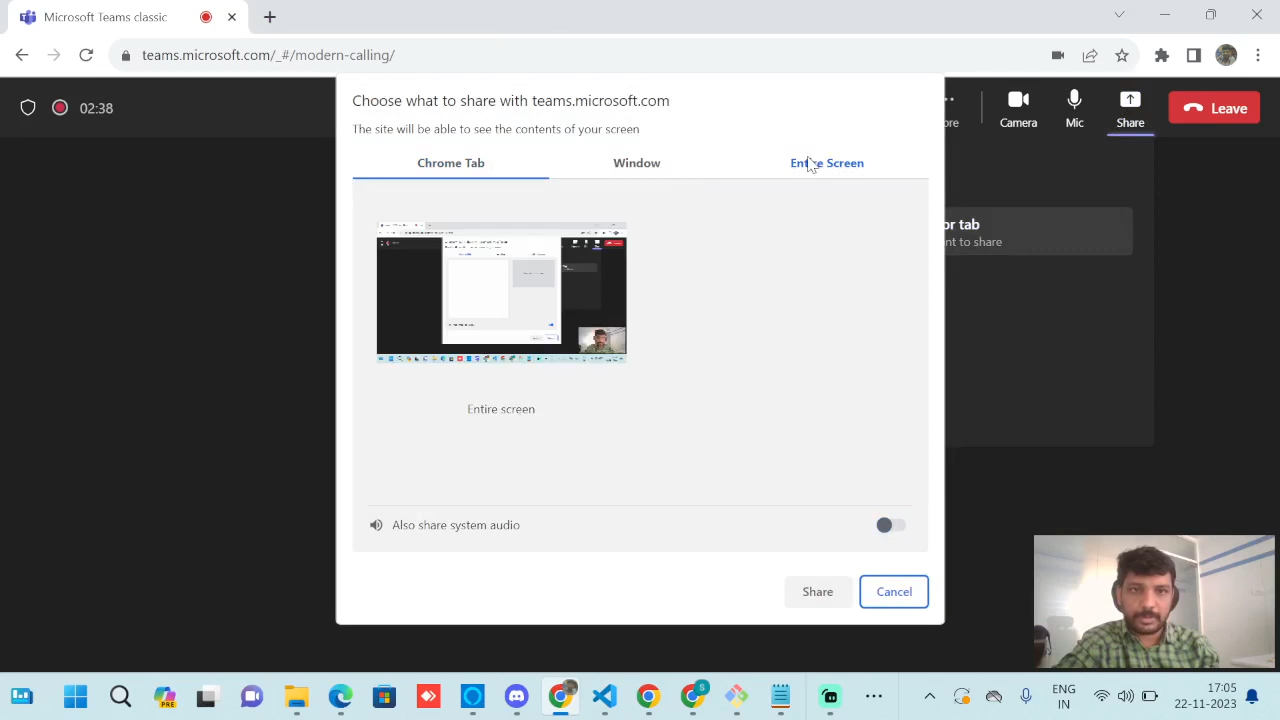 Microsoft Teams classic
teams.microsoft.com/_#/modern-calling/
02:38
ore
Camera
Mic
Share
Leave
Choose what to share with teams.microsoft.com
The site will be able to see the contents of your screen
Chrome Tab
Window
Entire Screen
or tab
nt to share
Entire screen
Also share system audio
Share
Cancel
PRE
S
ENG
IN
17:05
22-11-2023